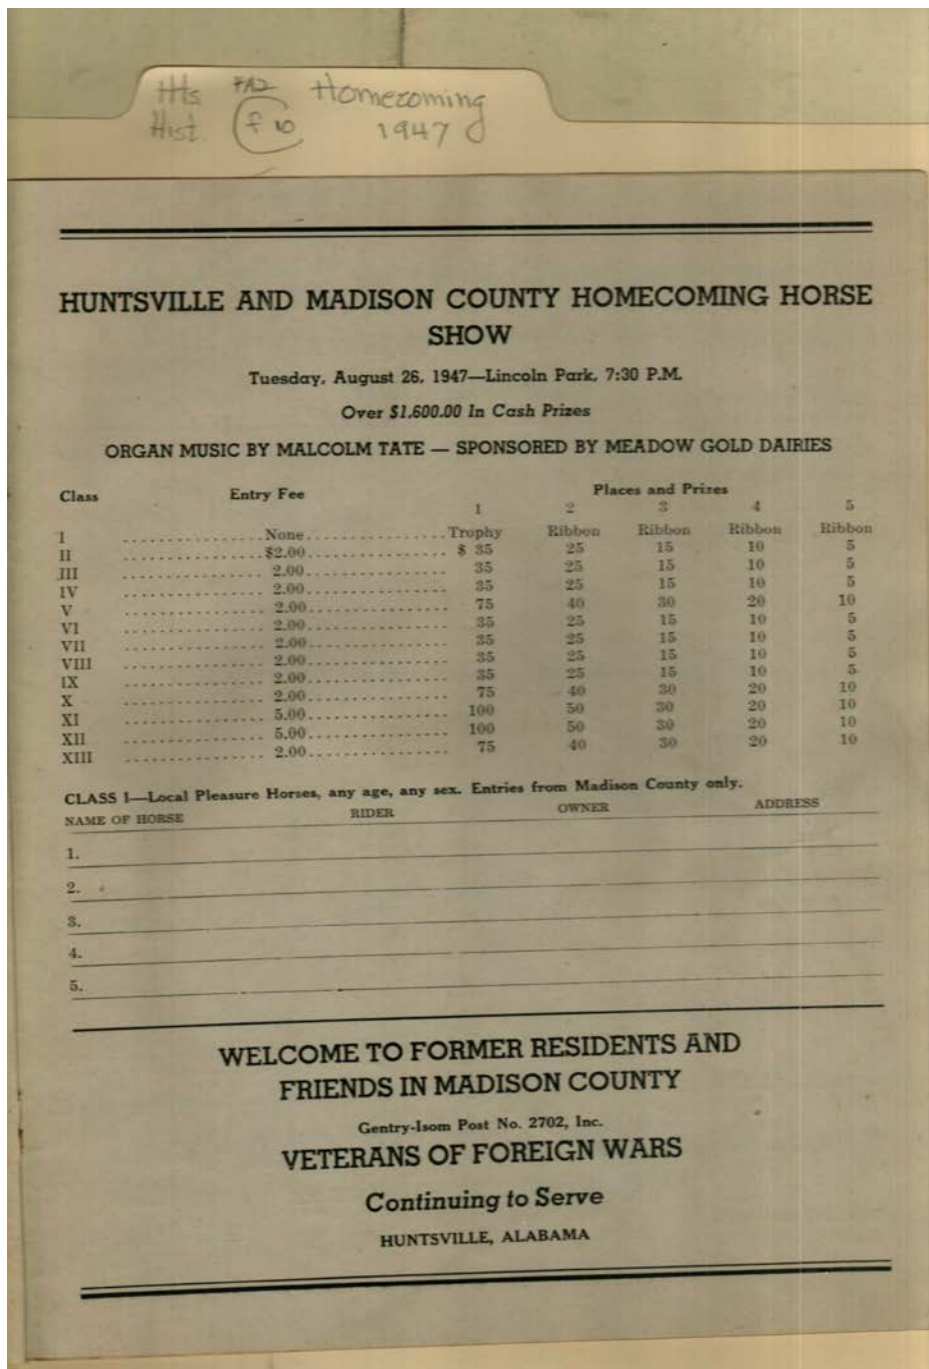 HHs FA2 Homecoming
Hist. f 10 1947
HUNTSVILLE AND MADISON COUNTY HOMECOMING HORSE
SHOW
Tuesday, August 26, 1947—Lincoln Park, 7:30 P.M.
Over $1,600.00 In Cash Prizes
ORGAN MUSIC BY MALCOLM TATE — SPONSORED BY MEADOW GOLD DAIRIES
Class Entry Fee Places and Prizes
1 2 3 4 5
I ................None................ Trophy Ribbon Ribbon Ribbon Ribbon
II ................$2.00................ $ 35 25 15 10 5
III ................ 2.00................ 35 25 15 10 5
IV ................ 2.00................ 35 25 15 10 5
V ................ 2.00................ 75 40 30 20 10
VI ................ 2.00................ 35 25 15 10 5
VII ................ 2.00................ 35 25 15 10 5
VIII ................ 2.00................ 35 25 15 10 5
IX ................ 2.00................ 35 25 15 10 5
X ................ 2.00................ 75 40 30 20 10
XI ................ 5.00................ 100 50 30 20 10
XII ................ 5.00................ 100 50 30 20 10
XIII ................ 2.00................ 75 40 30 20 10
CLASS I—Local Pleasure Horses, any age, any sex. Entries from Madison County only.
NAME OF HORSE RIDER OWNER ADDRESS
1.
2.
3.
4.
5.
WELCOME TO FORMER RESIDENTS AND
FRIENDS IN MADISON COUNTY
Gentry-Isom Post No. 2702, Inc.
VETERANS OF FOREIGN WARS
Continuing to Serve
HUNTSVILLE, ALABAMA